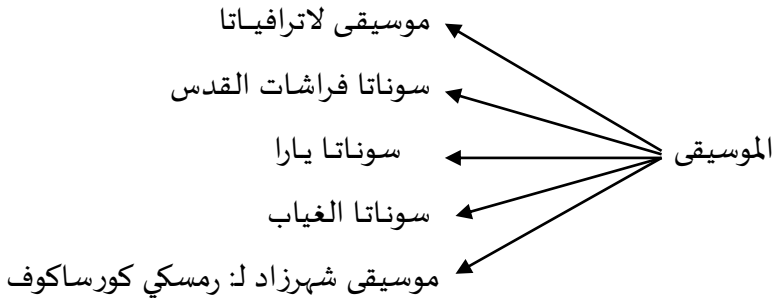 موسيقى لاترافياتا
سوناتا فراشات القدس
الموسيقى
سوناتا يارا
سوناتا الغياب
موسيقى شهرزاد لـ: رمسكي كورساكوف